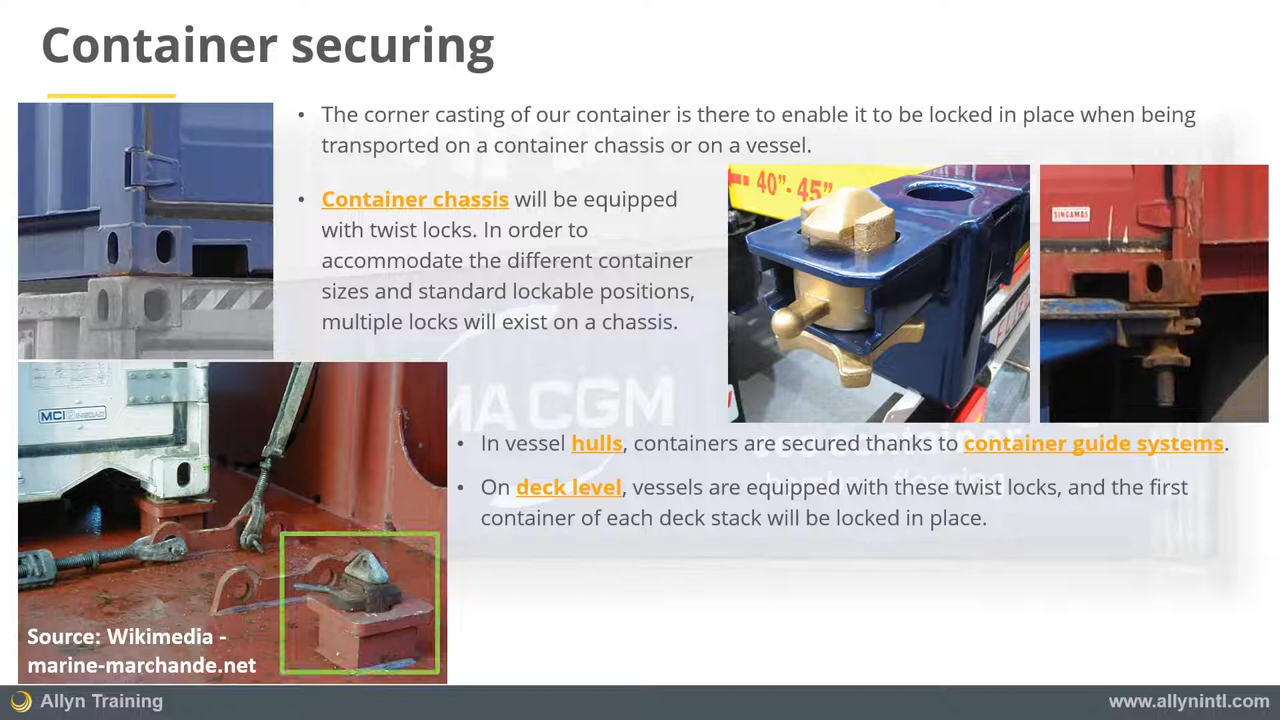 Container securing
• The corner casting of our container is there to enable it to be locked in place when being
transported on a container chassis or on a vessel.
• Container chassis will be equipped
with twist locks. In order to
accommodate the different container
sizes and standard lockable positions,
multiple locks will exist on a chassis.
40"- 45"
SINGAMAS
MCI
MA CGM
• In vessel hulls, containers are secured thanks to container guide systems.
• On deck level, vessels are equipped with these twist locks, and the first
container of each deck stack will be locked in place.
flooring
Source: Wikimedia -
marine-marchande.net
Allyn Training
www.allynintl.com